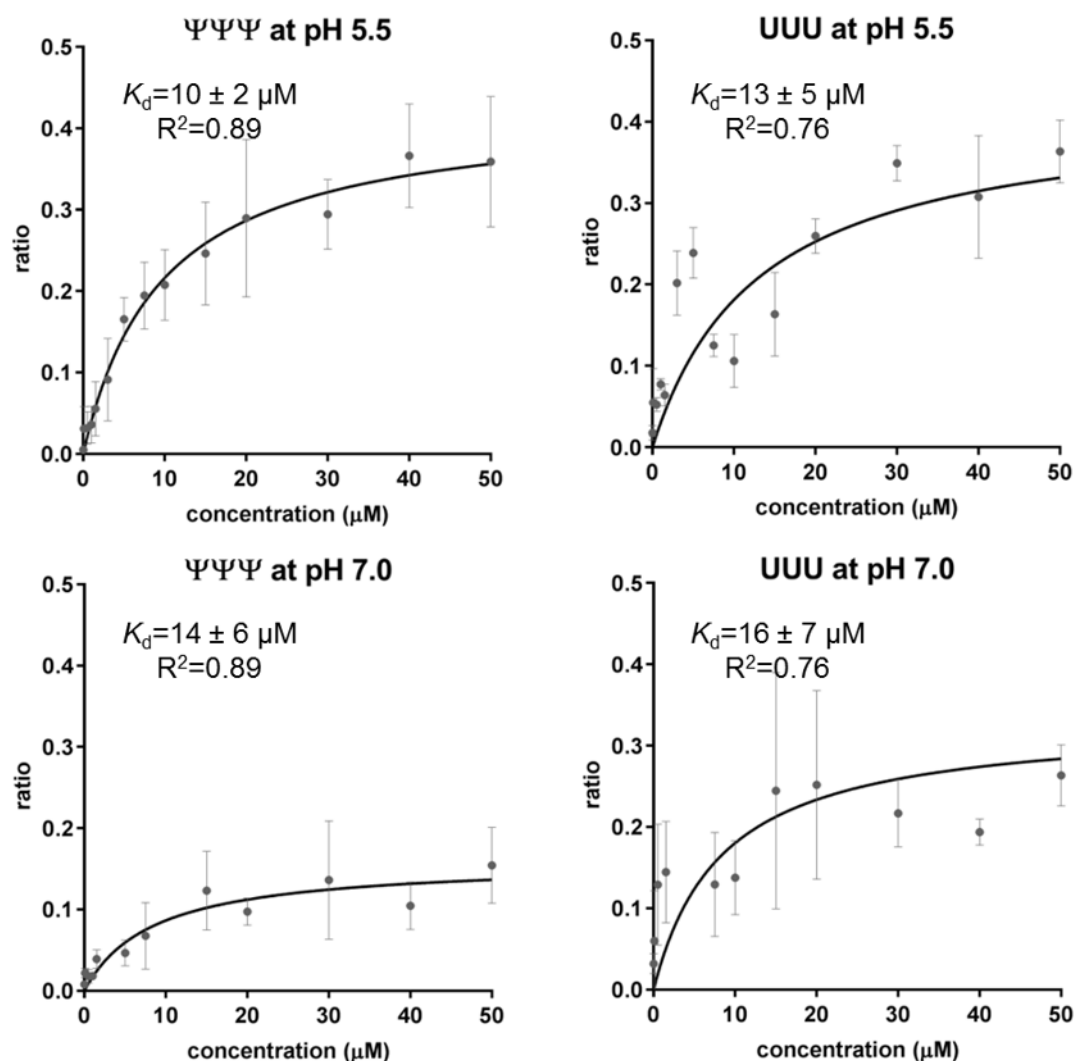 ΨΨΨ at pH 5.5
Kd=10 ± 2 µM
R²=0.89
0.5
0.4
0.3
0.2
0.1
0.0
ratio
0 10 20 30 40 50
concentration (µM)
UUU at pH 5.5
Kd=13 ± 5 µM
R²=0.76
0.5
0.4
0.3
0.2
0.1
0.0
ratio
0 10 20 30 40 50
concentration (µM)
ΨΨΨ at pH 7.0
Kd=14 ± 6 µM
R²=0.89
0.5
0.4
0.3
0.2
0.1
0.0
ratio
0 10 20 30 40 50
concentration (µM)
UUU at pH 7.0
Kd=16 ± 7 µM
R²=0.76
0.5
0.4
0.3
0.2
0.1
0.0
ratio
0 10 20 30 40 50
concentration (µM)